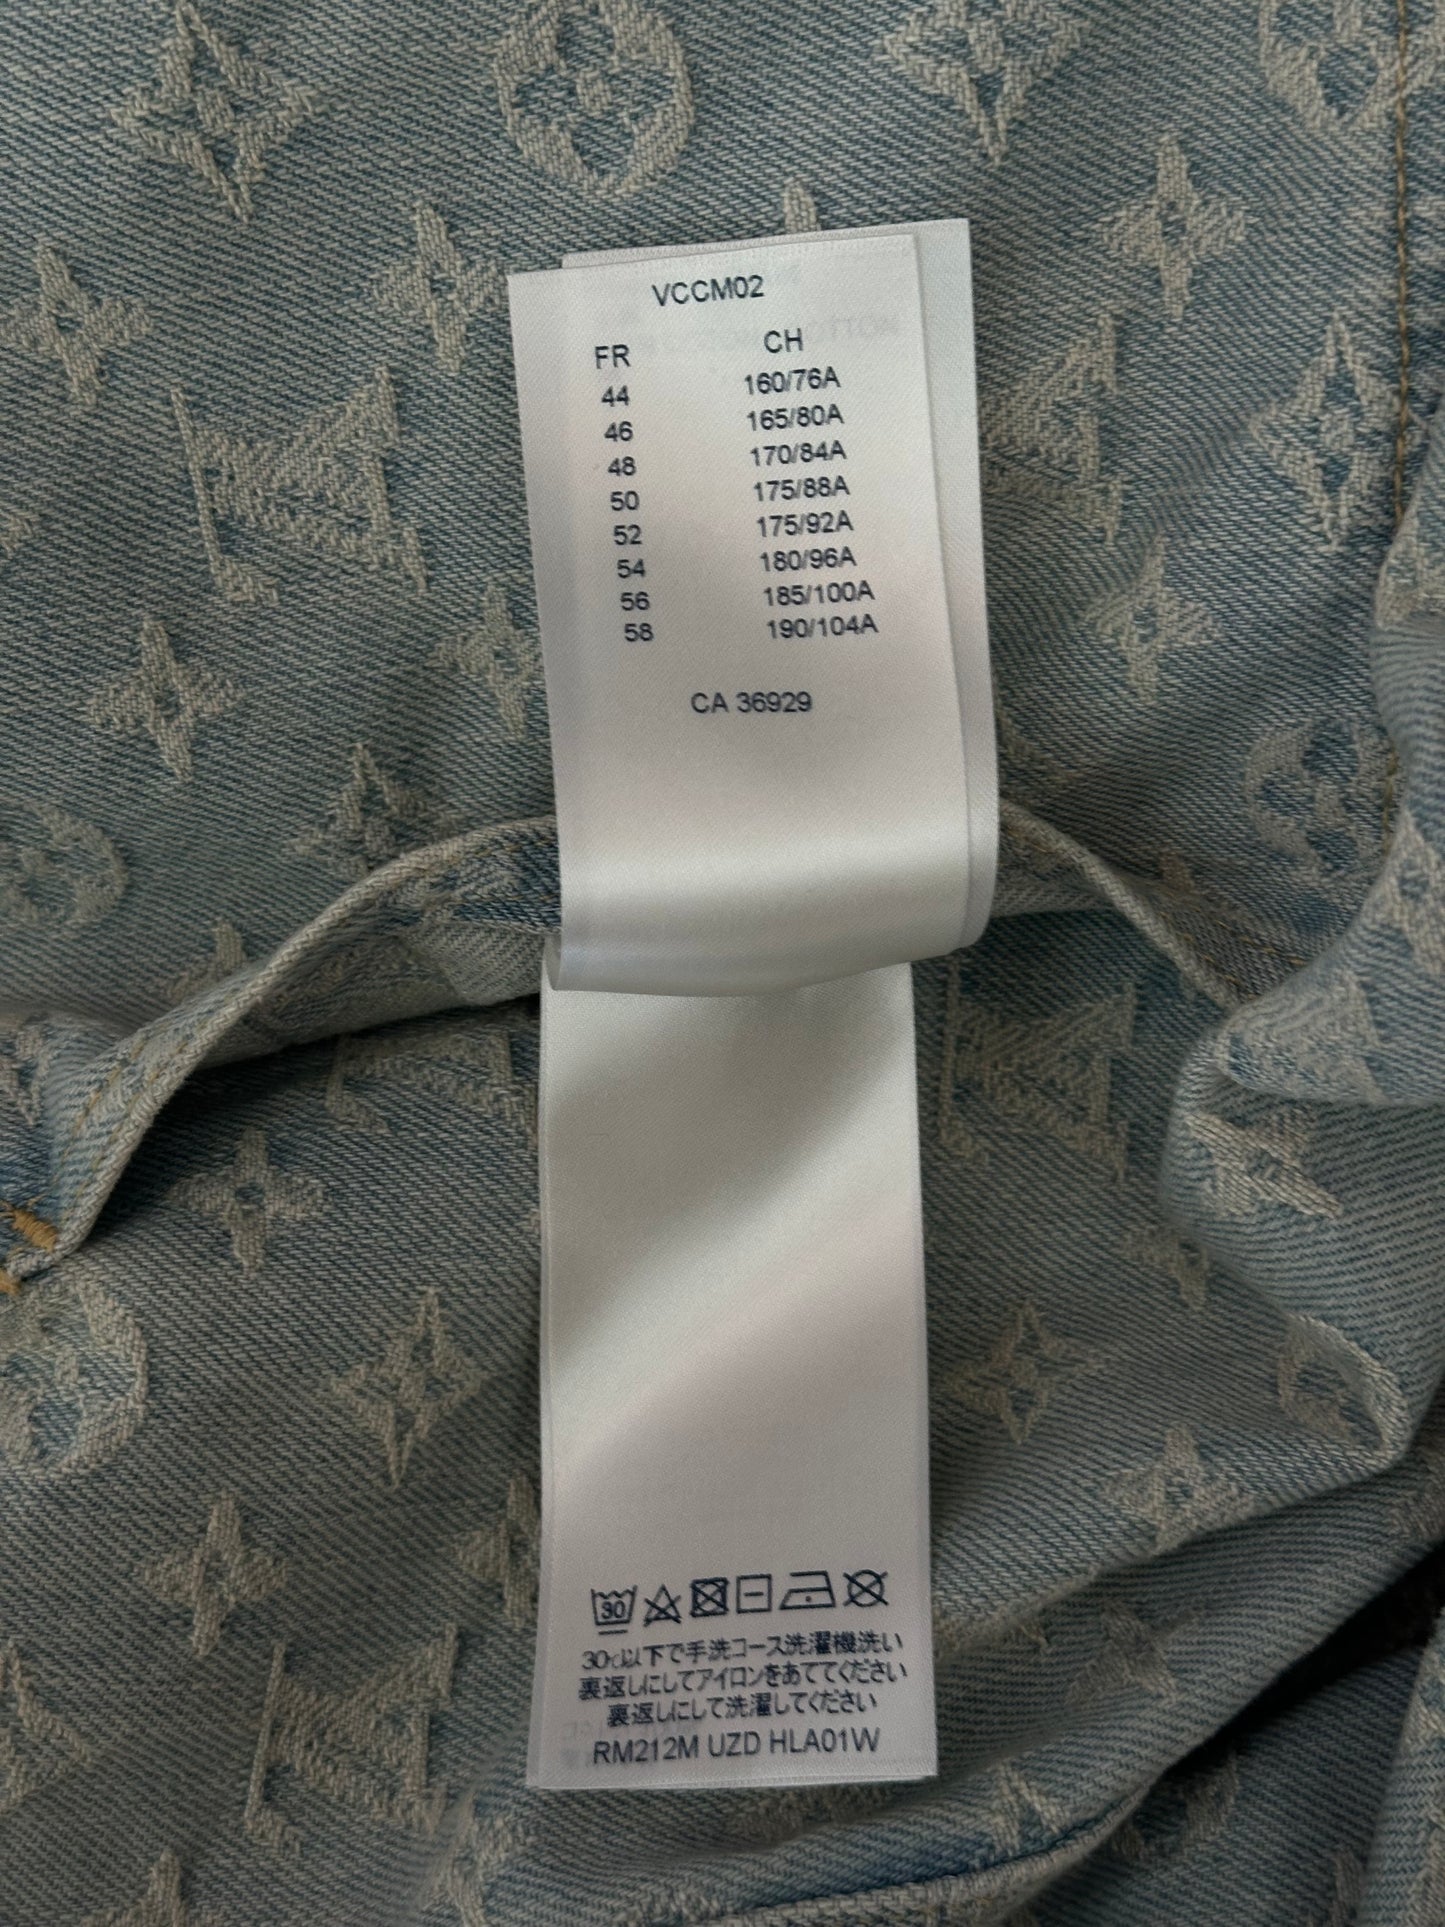 VCCM02
FR CH
44 160/76A
46 165/80A
48 170/84A
50 175/88A
52 175/92A
54 180/96A
56 185/100A
58 190/104A
CA 36929
30
30℃以下で手洗コース洗濯機洗い
裏返しにしてアイロンをあててください
裏返しにして洗濯してください
RM212M UZD HLA01W